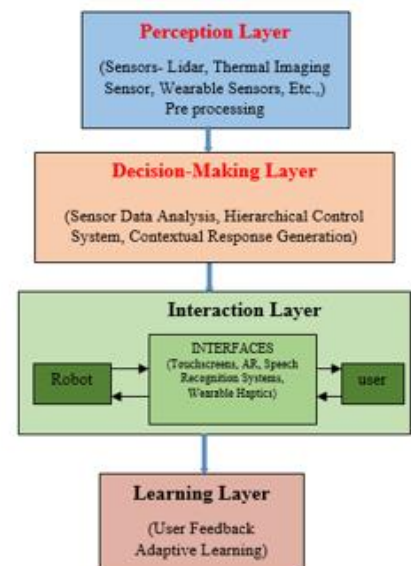 Perception Layer
(Sensors- Lidar, Thermal Imaging
Sensor, Wearable Sensors, Etc.,)
Pre processing
Decision-Making Layer
(Sensor Data Analysis, Hierarchical Control
System, Contextual Response Generation)
Interaction Layer
INTERFACES
(Touchscreens, AR, Speech
Recognition Systems,
Wearable Haptics)
Robot
user
Learning Layer
(User Feedback
Adaptive Learning)